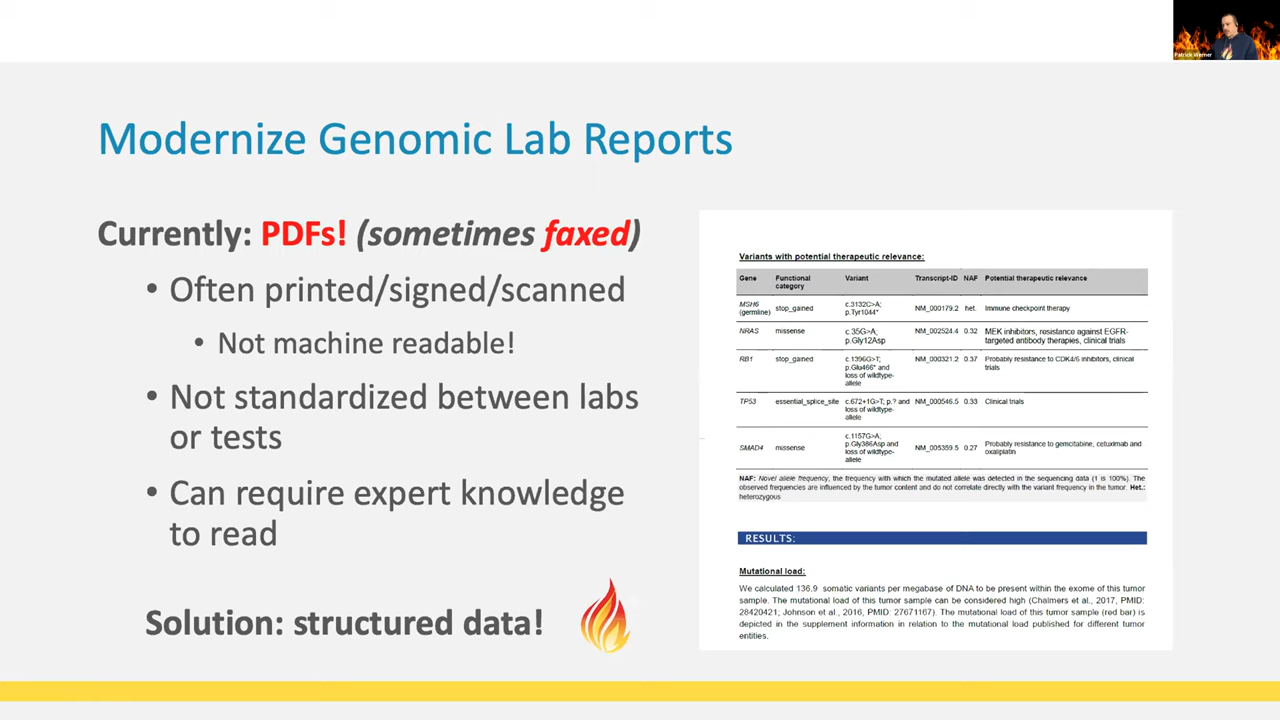 Patrick Werner
Modernize Genomic Lab Reports
Currently: PDFs! (sometimes faxed)
• Often printed/signed/scanned
• Not machine readable!
• Not standardized between labs
or tests
• Can require expert knowledge
to read
Solution: structured data!
Variants with potential therapeutic relevance:
Gene Functional category Variant Transcript-ID NAF Potential therapeutic relevance
MSH6 (germline) stop_gained c.3132C>A; p.Tyr1044* NM_000179.2 het. Immune checkpoint therapy
NRAS missense c.35G>A; p.Gly12Asp NM_002524.4 0.32 MEK inhibitors, resistance against EGFR-targeted antibody therapies, clinical trials
RB1 stop_gained c.1396G>T; p.Glu466* and loss of wildtype-allele NM_000321.2 0.37 Probably resistance to CDK4/6 inhibitors, clinical trials
TP53 essential_splice_site c.672+1G>T; p.? and loss of wildtype-allele NM_000546.5 0.33 Clinical trials
SMAD4 missense c.1157G>A; p.Gly386Asp and loss of wildtype-allele NM_005359.5 0.27 Probably resistance to gemcitabine, cetuximab and oxaliplatin
NAF: Novel allele frequency, the frequency with which the mutated allele was detected in the sequencing data (1 is 100%). The
observed frequencies are influenced by the tumor content and do not correlate directly with the variant frequency in the tumor. Het.:
heterozygous
RESULTS:
Mutational load:
We calculated 136.9 somatic variants per megabase of DNA to be present within the exome of this tumor
sample. The mutational load of this tumor sample can be considered high (Chalmers et al., 2017, PMID:
28420421; Johnson et al., 2016, PMID: 27671167). The mutational load of this tumor sample (red bar) is
depicted in the supplement information in relation to the mutational load published for different tumor
entities.